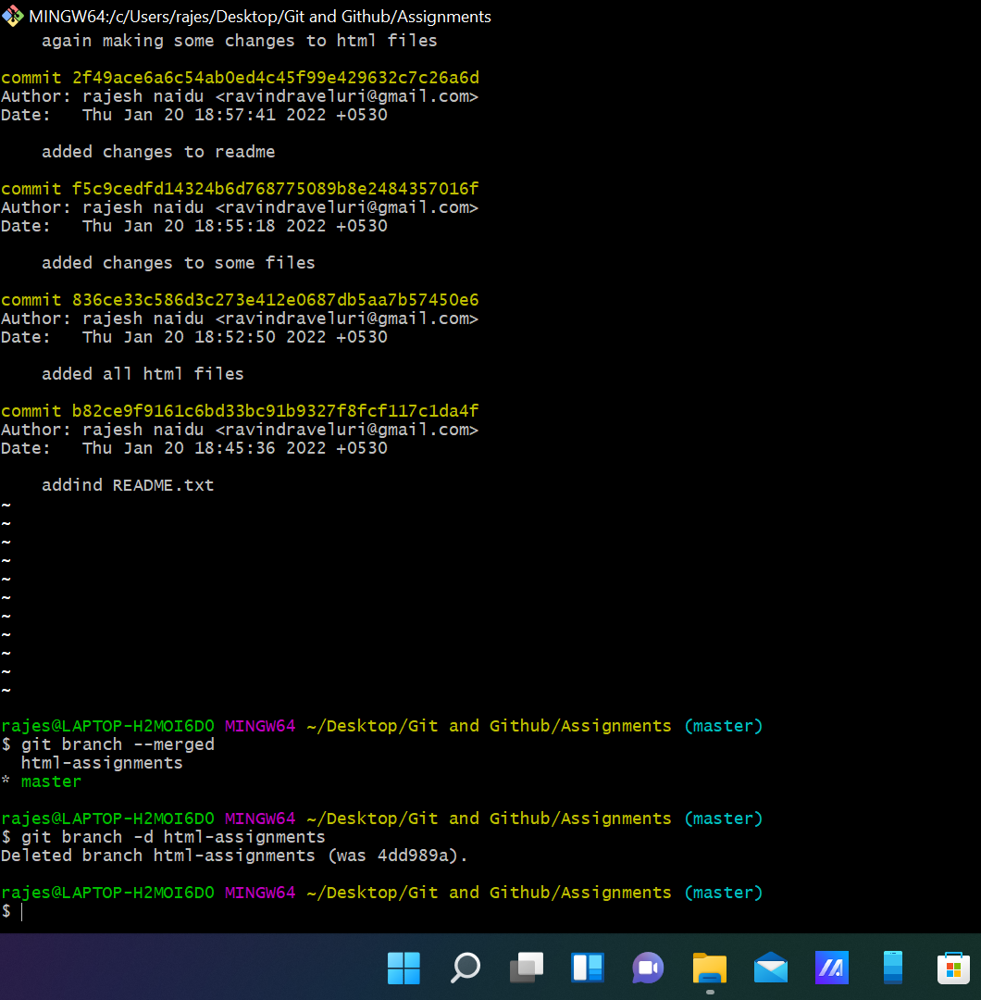 MINGW64:/c/Users/rajes/Desktop/Git and Github/Assignments
again making some changes to html files
commit 2f49ace6a6c54ab0ed4c45f99e429632c7c26a6d
Author: rajesh naidu <ravindraveluri@gmail.com>
Date:   Thu Jan 20 18:57:41 2022 +0530
added changes to readme
commit f5c9cedfd14324b6d768775089b8e2484357016f
Author: rajesh naidu <ravindraveluri@gmail.com>
Date:   Thu Jan 20 18:55:18 2022 +0530
added changes to some files
commit 836ce33c586d3c273e412e0687db5aa7b57450e6
Author: rajesh naidu <ravindraveluri@gmail.com>
Date:   Thu Jan 20 18:52:50 2022 +0530
added all html files
commit b82ce9f9161c6bd33bc91b9327f8fcf117c1da4f
Author: rajesh naidu <ravindraveluri@gmail.com>
Date:   Thu Jan 20 18:45:36 2022 +0530
addind README.txt
~
~
~
~
~
~
~
~
~
~
~
rajes@LAPTOP-H2MOI6DO MINGW64 ~/Desktop/Git and Github/Assignments (master)
$ git branch --merged
html-assignments
* master
rajes@LAPTOP-H2MOI6DO MINGW64 ~/Desktop/Git and Github/Assignments (master)
$ git branch -d html-assignments
Deleted branch html-assignments (was 4dd989a).
rajes@LAPTOP-H2MOI6DO MINGW64 ~/Desktop/Git and Github/Assignments (master)
$